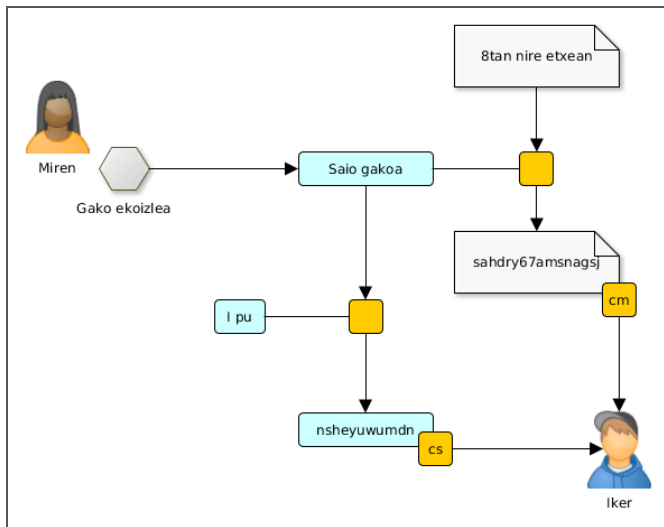 8tan nire etxean
Miren
Saio gakoa
Gako ekoizlea
sahdry67amsnagsj
cm
I pu
nsheyuwumdn
cs
Iker